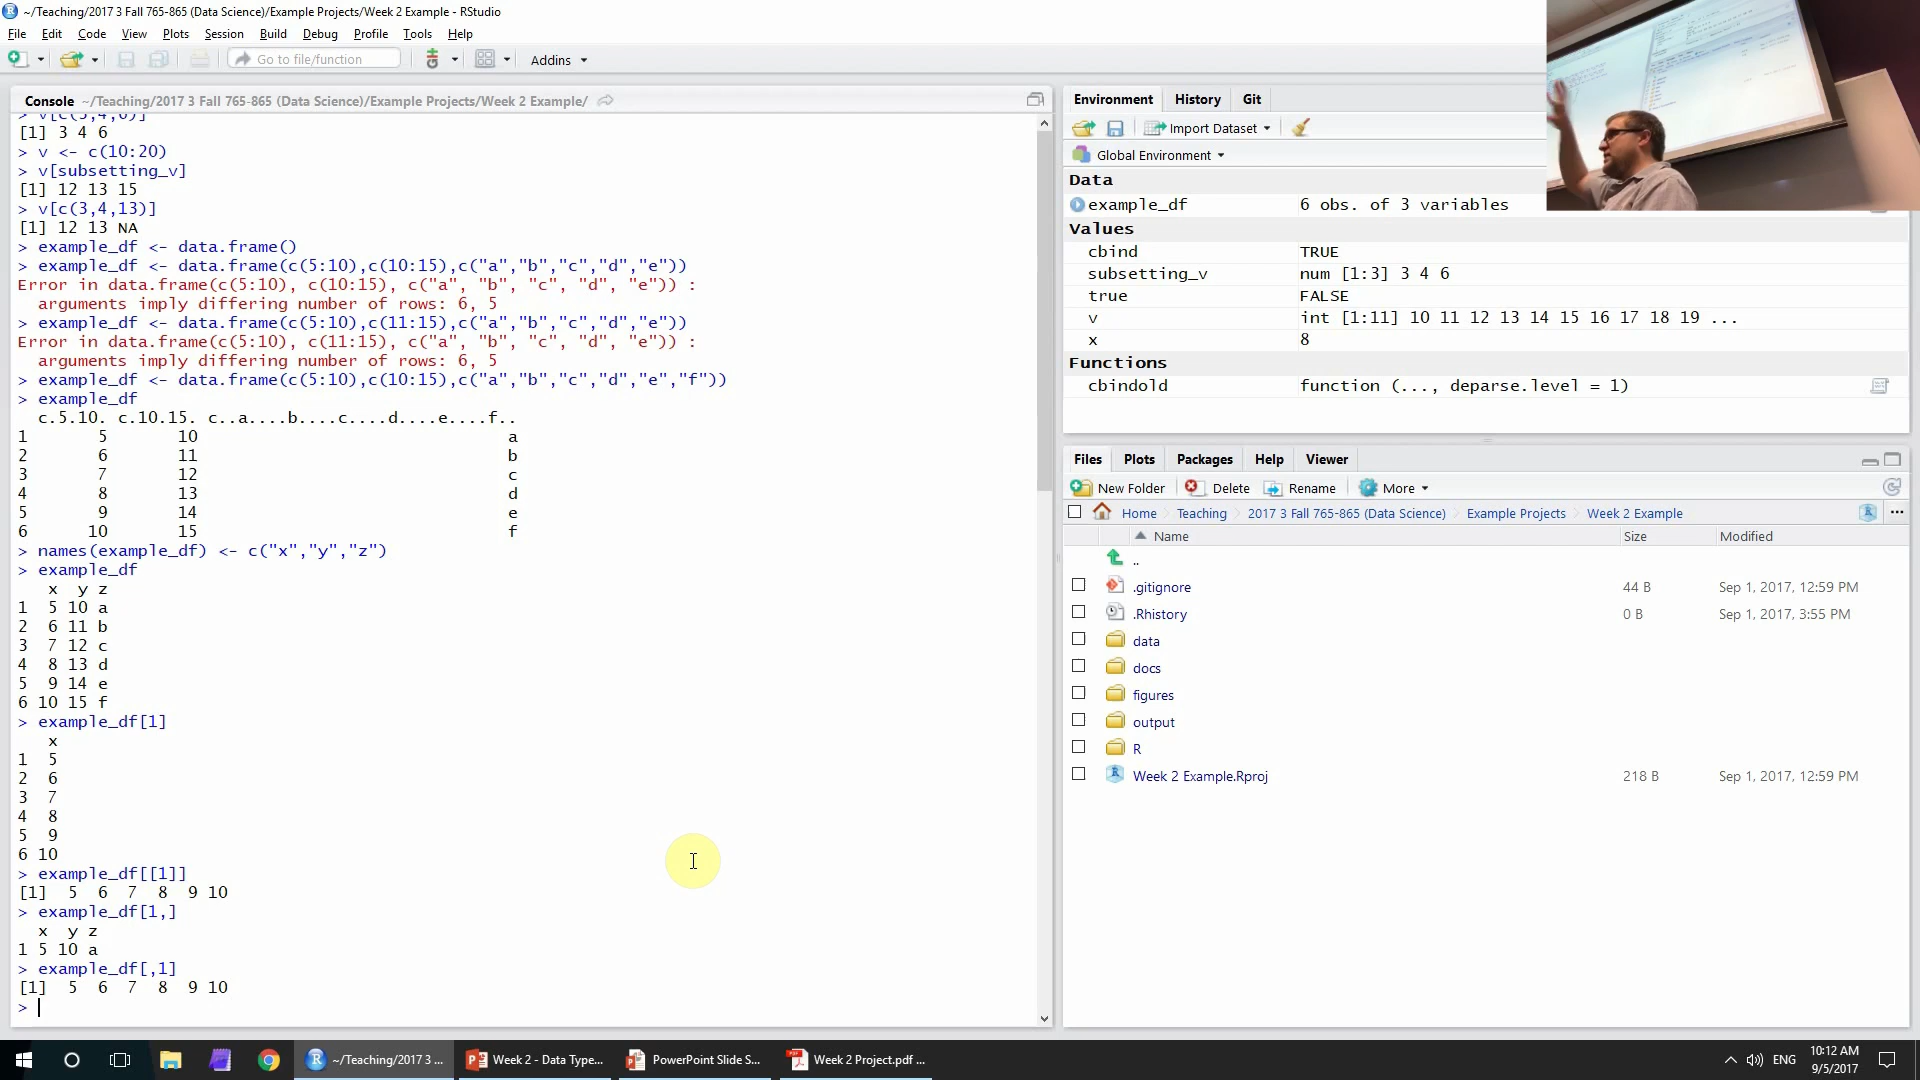 ~/Teaching/2017 3 Fall 765-865 (Data Science)/Example Projects/Week 2 Example - RStudio
File Edit Code View Plots Session Build Debug Profile Tools Help
Go to file/function Addins
Console ~/Teaching/2017 3 Fall 765-865 (Data Science)/Example Projects/Week 2 Example/
> v[c(3,4,6)]
[1] 3 4 6
> v <- c(10:20)
> v[subsetting_v]
[1] 12 13 15
> v[c(3,4,13)]
[1] 12 13 NA
> example_df <- data.frame()
> example_df <- data.frame(c(5:10),c(10:15),c("a","b","c","d","e"))
Error in data.frame(c(5:10), c(10:15), c("a", "b", "c", "d", "e")) :
arguments imply differing number of rows: 6, 5
> example_df <- data.frame(c(5:10),c(11:15),c("a","b","c","d","e"))
Error in data.frame(c(5:10), c(11:15), c("a", "b", "c", "d", "e")) :
arguments imply differing number of rows: 6, 5
> example_df <- data.frame(c(5:10),c(10:15),c("a","b","c","d","e","f"))
> example_df
c.5.10. c.10.15. c..a....b....c....d....e....f..
1 5 10 a
2 6 11 b
3 7 12 c
4 8 13 d
5 9 14 e
6 10 15 f
> names(example_df) <- c("x","y","z")
> example_df
x y z
1 5 10 a
2 6 11 b
3 7 12 c
4 8 13 d
5 9 14 e
6 10 15 f
> example_df[1]
x
1 5
2 6
3 7
4 8
5 9
6 10
> example_df[[1]]
[1] 5 6 7 8 9 10
> example_df[1,]
x y z
1 5 10 a
> example_df[,1]
[1] 5 6 7 8 9 10
>
Environment History Git
Import Dataset
Global Environment
Data
example_df 6 obs. of 3 variables
Values
cbind TRUE
subsetting_v num [1:3] 3 4 6
true FALSE
v int [1:11] 10 11 12 13 14 15 16 17 18 19 ...
x 8
Functions
cbindold function (..., deparse.level = 1)
Files Plots Packages Help Viewer
New Folder Delete Rename More
Home Teaching 2017 3 Fall 765-865 (Data Science) Example Projects Week 2 Example ...
Name Size Modified
..
.gitignore 44 B Sep 1, 2017, 12:59 PM
.Rhistory 0 B Sep 1, 2017, 3:55 PM
data
docs
figures
output
R
Week 2 Example.Rproj 218 B Sep 1, 2017, 12:59 PM
~/Teaching/2017 3 ... Week 2 - Data Type... PowerPoint Slide S... Week 2 Project.pdf ... ENG 10:12 AM
9/5/2017